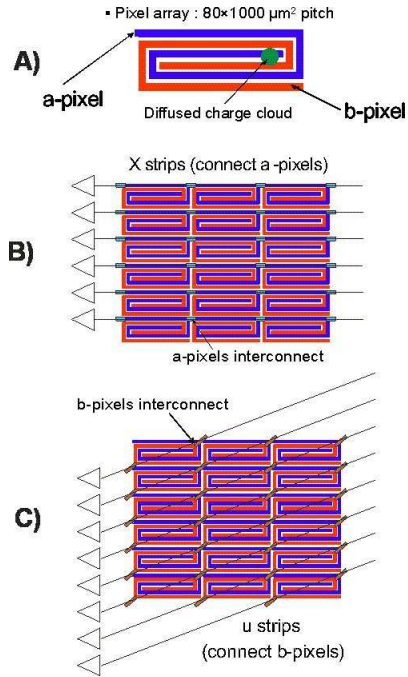 ▪ Pixel array : 80×1000 µm² pitch
A)
a-pixel
b-pixel
Diffused charge cloud
X strips (connect a -pixels)
B)
a-pixels interconnect
b-pixels interconnect
C)
u strips
(connect b-pixels)